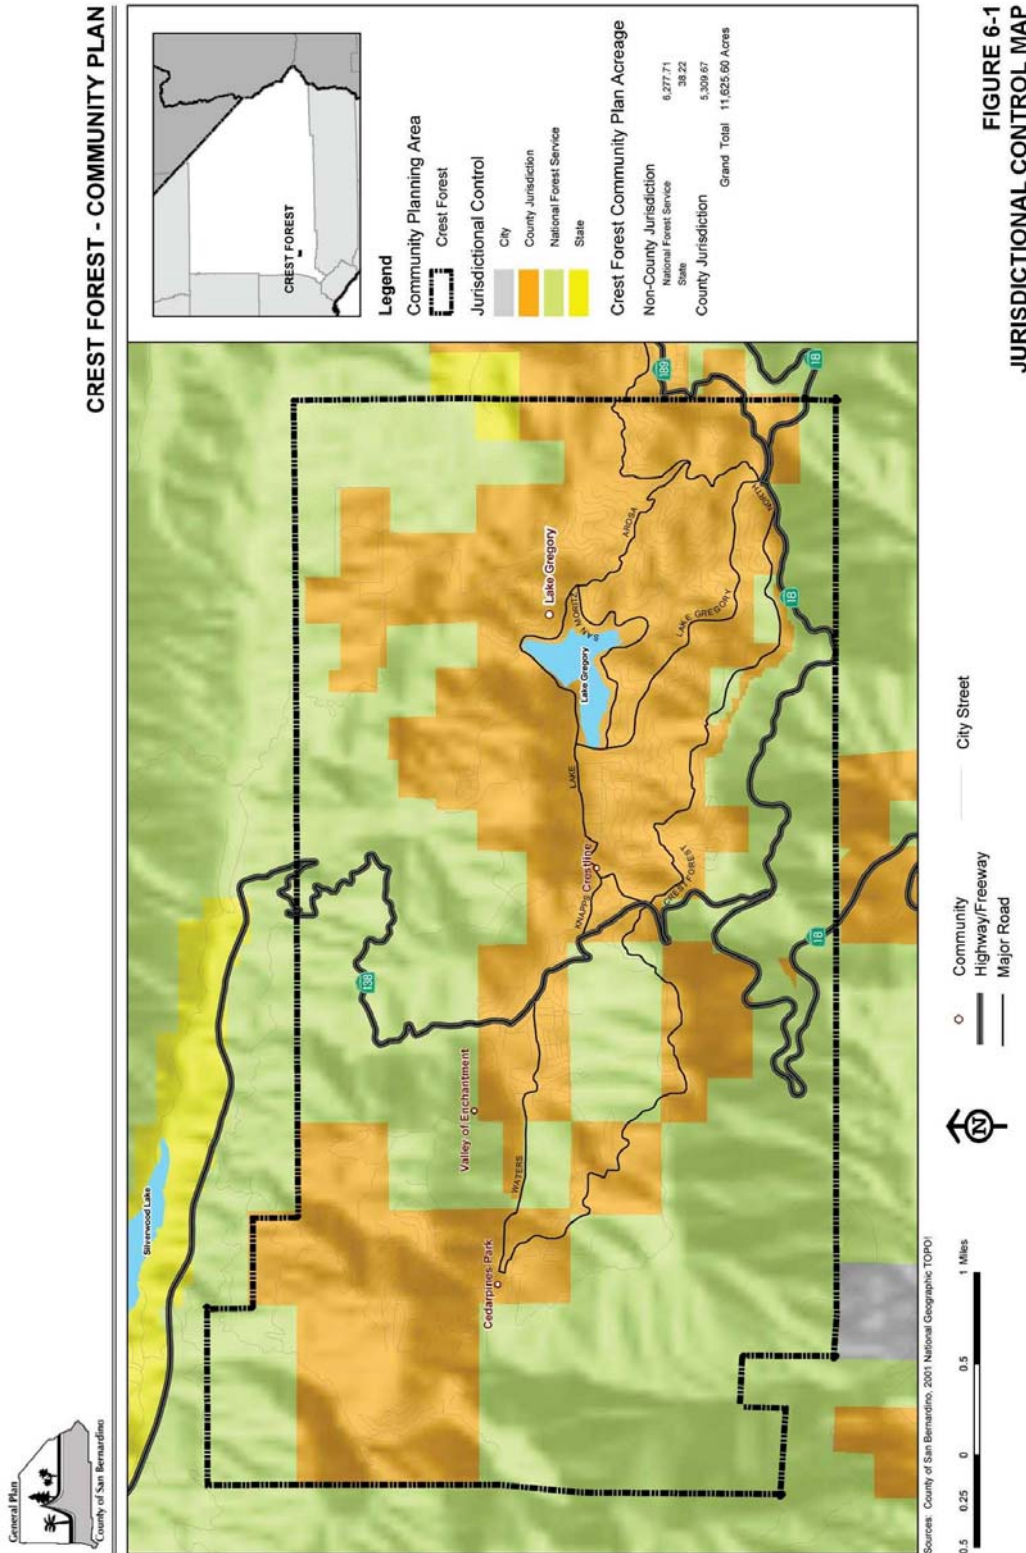 General Plan
County of San Bernardino
CREST FOREST - COMMUNITY PLAN
Silverwood Lake
138
Valley of Enchantment
Cedarpines Park
WATERS
KNAPPS
Crestline
CREST FOREST
LAKE
Lake Gregory
Lake Gregory
SAN MORITZ
AROSA
LAKE GREGORY
NORTH
189
18
18
18
CREST FOREST
Legend
Community Planning Area
Crest Forest
Jurisdictional Control
City
County Jurisdiction
National Forest Service
State
Crest Forest Community Plan Acreage
Non-County Jurisdiction
National Forest Service 6,277.71
State 38.22
County Jurisdiction 5,309.67
Grand Total 11,625.60 Acres
Sources: County of San Bernardino, 2001 National Geographic TOPO!
0.5 0.25 0 0.5 1 Miles
N
Community
Highway/Freeway
Major Road
City Street
FIGURE 6-1
JURISDICTIONAL CONTROL MAP